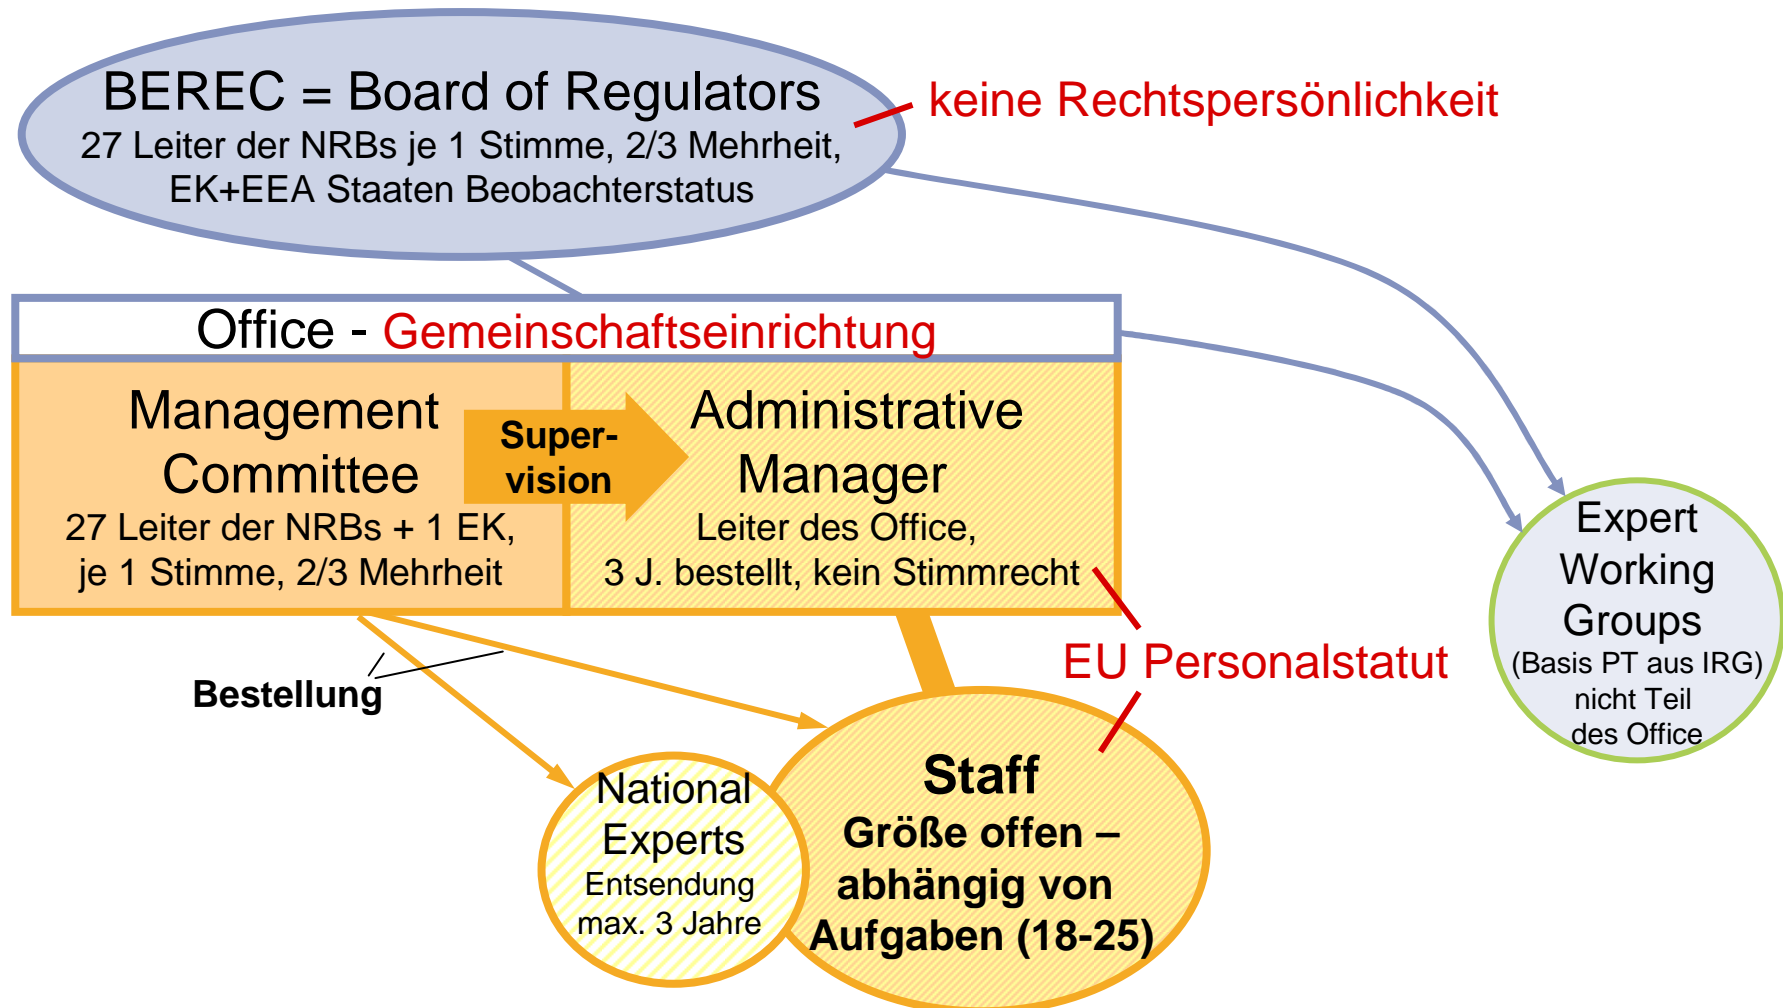 BEREC = Board of Regulators
27 Leiter der NRBs je 1 Stimme, 2/3 Mehrheit,
EK+EEA Staaten Beobachterstatus
keine Rechtspersönlichkeit
Office - Gemeinschaftseinrichtung
Management
Committee
27 Leiter der NRBs + 1 EK,
je 1 Stimme, 2/3 Mehrheit
Super-
vision
Administrative
Manager
Leiter des Office,
3 J. bestellt, kein Stimmrecht
Expert
Working
Groups
(Basis PT aus IRG)
nicht Teil
des Office
EU Personalstatut
Bestellung
National
Experts
Entsendung
max. 3 Jahre
Staff
Größe offen –
abhängig von
Aufgaben (18-25)